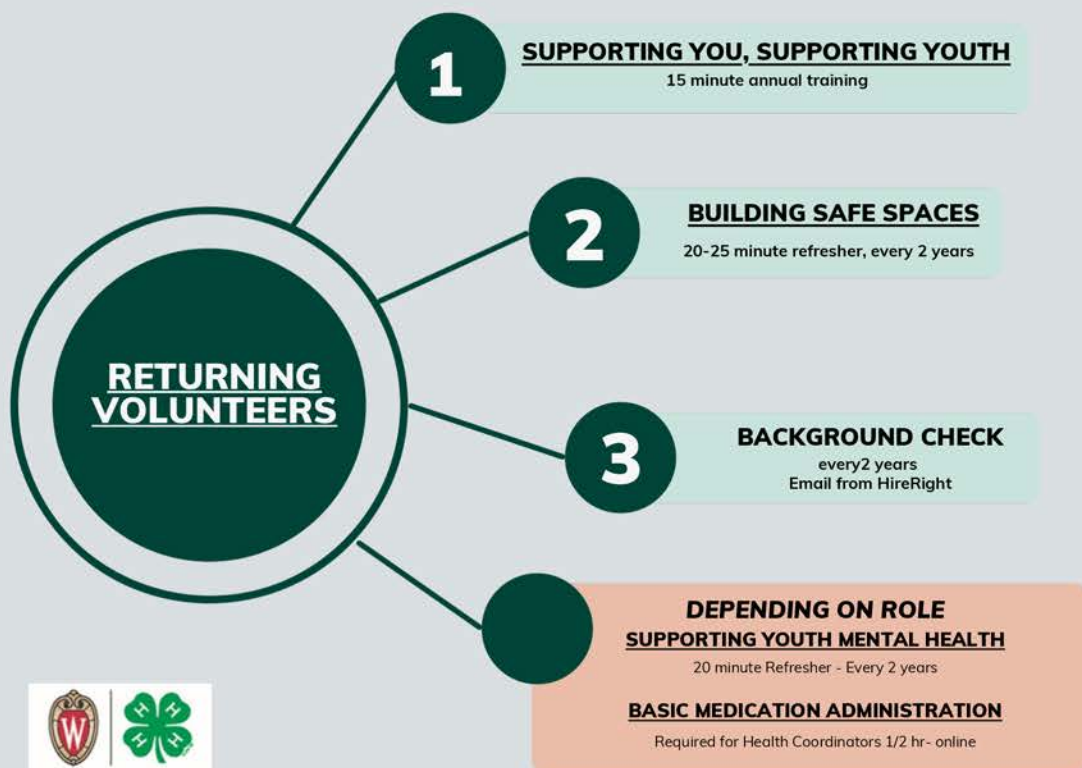 1
SUPPORTING YOU, SUPPORTING YOUTH
15 minute annual training
2
BUILDING SAFE SPACES
20-25 minute refresher, every 2 years
RETURNING
VOLUNTEERS
3
BACKGROUND CHECK
every2 years
Email from HireRight
DEPENDING ON ROLE
SUPPORTING YOUTH MENTAL HEALTH
20 minute Refresher - Every 2 years
BASIC MEDICATION ADMINISTRATION
Required for Health Coordinators 1/2 hr- online
W
H H
H H